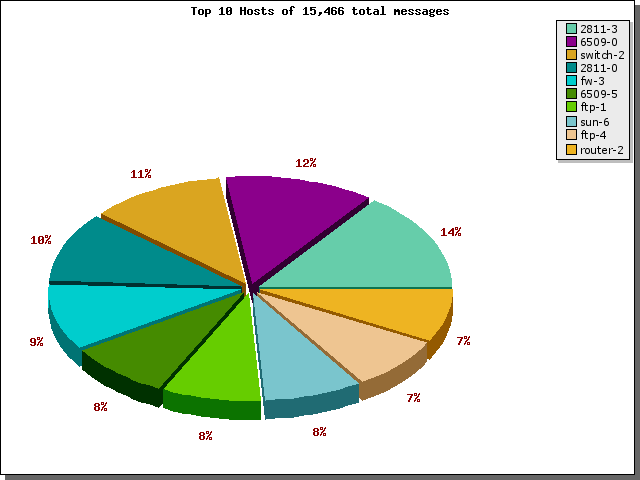 Top 10 Hosts of 15,466 total messages
2811-3
6509-0
switch-2
2811-0
fw-3
6509-5
ftp-1
sun-6
ftp-4
router-2
12%
11%
14%
10%
9%
7%
7%
8%
8%
8%